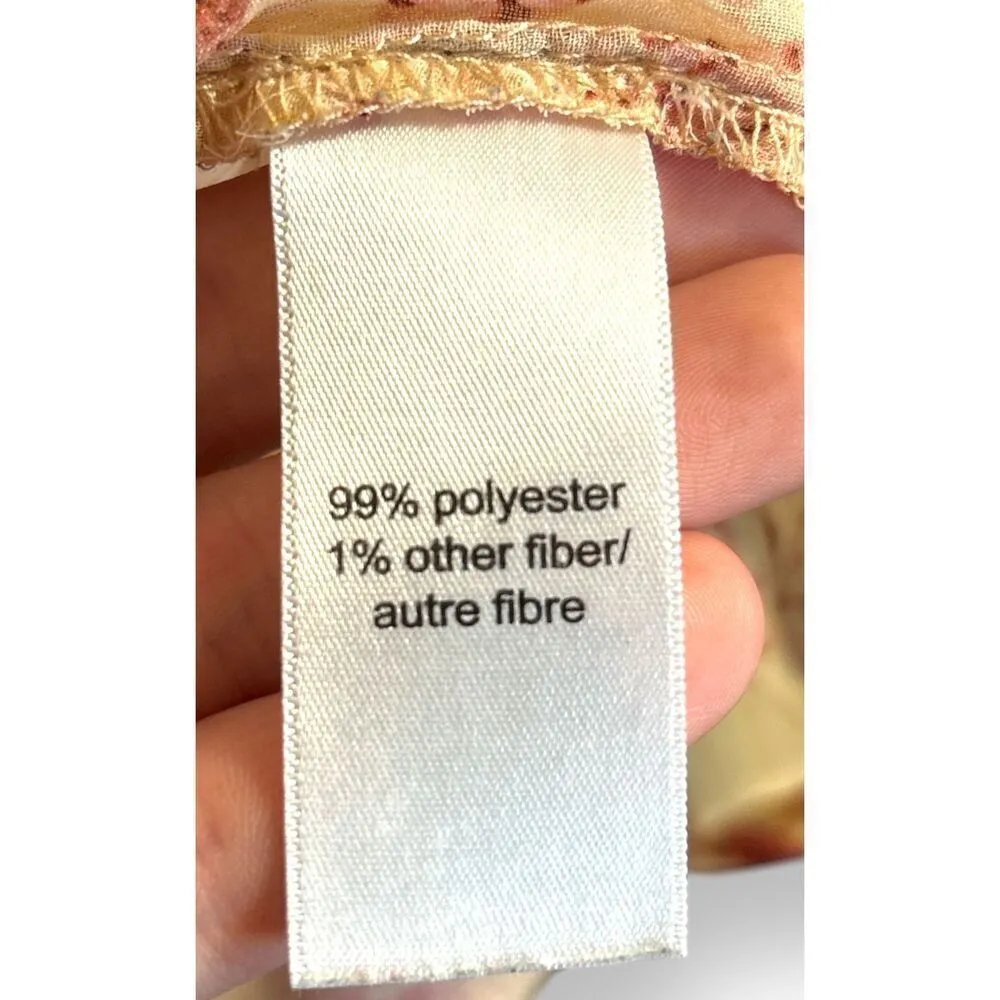 99% polyester
1% other fiber/
autre fibre